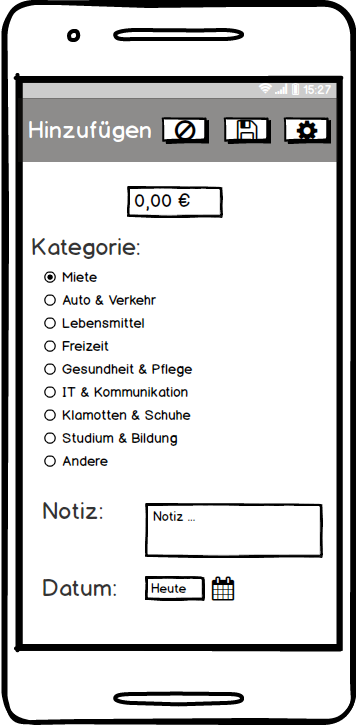 15:27
Hinzufügen
0,00 €
Kategorie:
Miete
Auto & Verkehr
Lebensmittel
Freizeit
Gesundheit & Pflege
IT & Kommunikation
Klamotten & Schuhe
Studium & Bildung
Andere
Notiz:
Notiz ...
Datum:
Heute